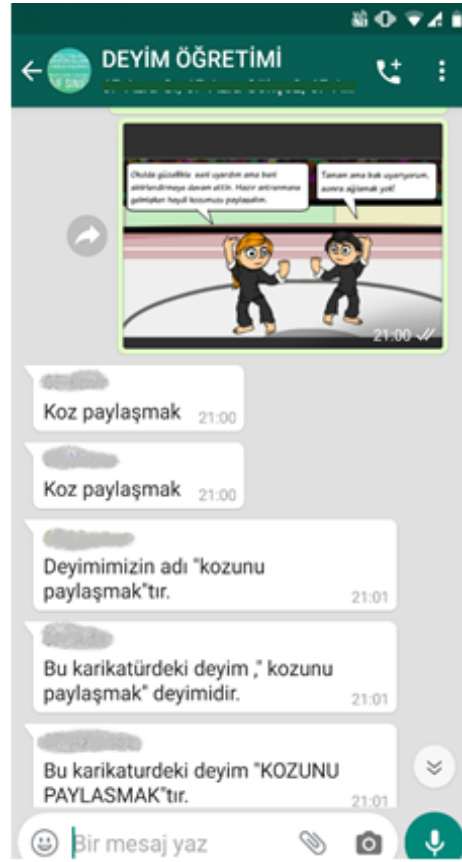 DEYİM ÖĞRETİMİ
Okulda güzellikle seni uyardım ama beni
sinirlendirmeye devam ettin. Hazır antrenmana
gelmişken haydi kozumuzu paylaşalım.
Tamam ama bak uyarıyorum,
sonra ağlamak yok!
21:00
Koz paylaşmak 21:00
Koz paylaşmak 21:00
Deyimimizin adı "kozunu
paylaşmak"tır. 21:01
Bu karikatürdeki deyim ," kozunu
paylaşmak" deyimidir. 21:01
Bu karikaturdeki deyim "KOZUNU
PAYLASMAK"tır. 21:01
Bir mesaj yaz